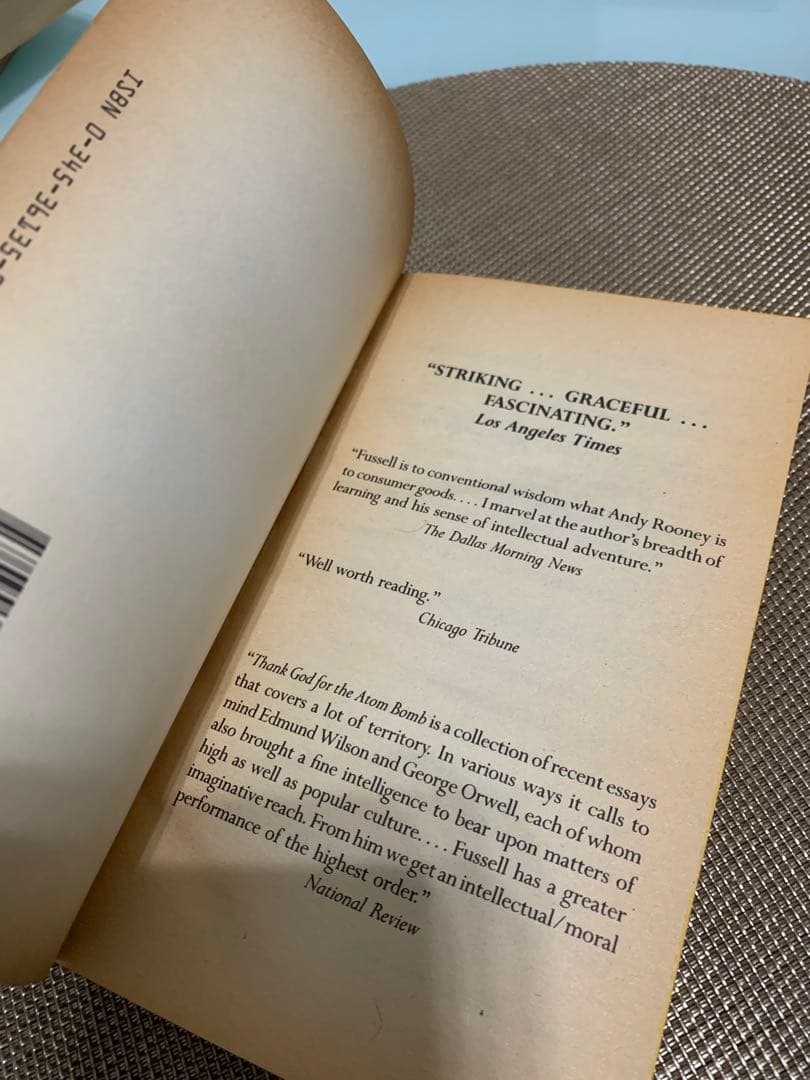 ISBN 0-345-36135-
"STRIKING ... GRACEFUL ...
FASCINATING."
Los Angeles Times
"Fussell is to conventional wisdom what Andy Rooney is
to consumer goods. . . . I marvel at the author's breadth of
learning and his sense of intellectual adventure."
The Dallas Morning News
"Well worth reading."
Chicago Tribune
"Thank God for the Atom Bomb is a collection of recent essays
that covers a lot of territory. In various ways it calls to
mind Edmund Wilson and George Orwell, each of whom
also brought a fine intelligence to bear upon matters of
high as well as popular culture. . . . Fussell has a greater
imaginative reach. From him we get an intellectual/moral
performance of the highest order."
National Review